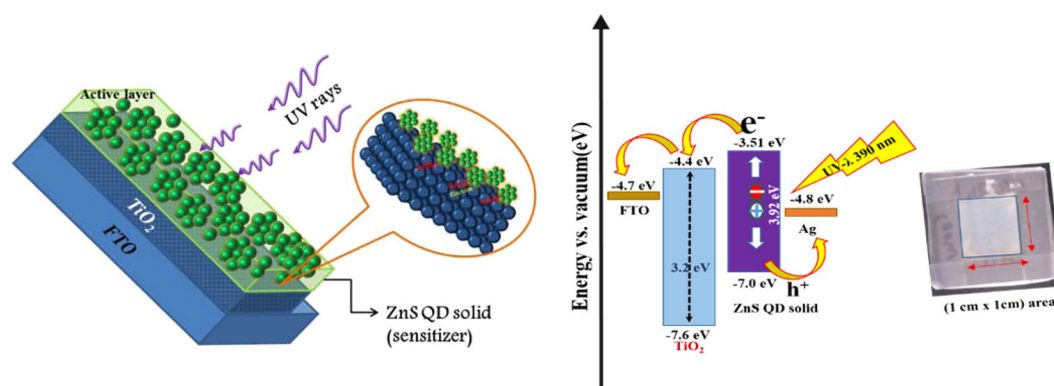 Active layer
UV rays
TiO2
FTO
ZnS QD solid
(sensitizer)
Energy vs. vacuum(eV)
e-
-3.51 eV
-4.4 eV
-4.7 eV
FTO
UV-λ 390 nm
3.92 eV
-4.8 eV
Ag
3.2 eV
-7.0 eV
h+
ZnS QD solid
-7.6 eV
TiO2
(1 cm x 1cm) area